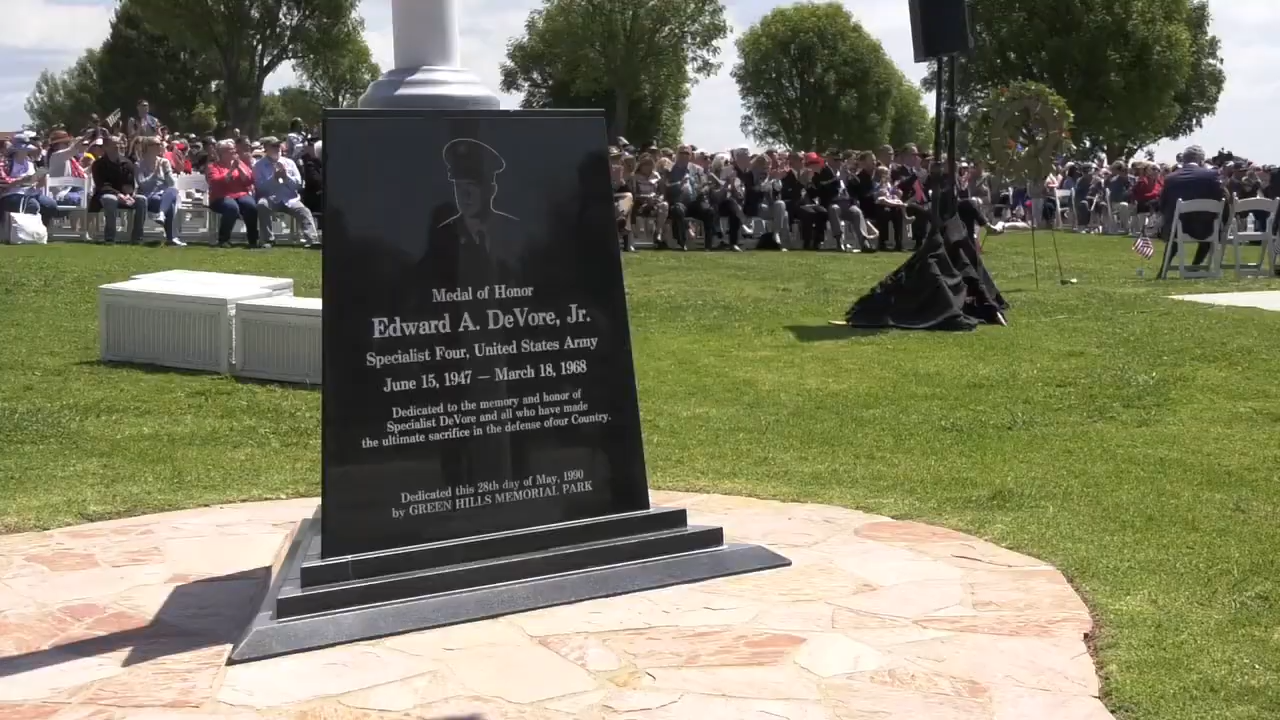 Medal of Honor
Edward A. DeVore, Jr.
Specialist Four, United States Army
June 15, 1947 — March 18, 1968
Dedicated to the memory and honor of
Specialist DeVore and all who have made
the ultimate sacrifice in the defense ofour Country.
Dedicated this 28th day of May, 1990
by GREEN HILLS MEMORIAL PARK